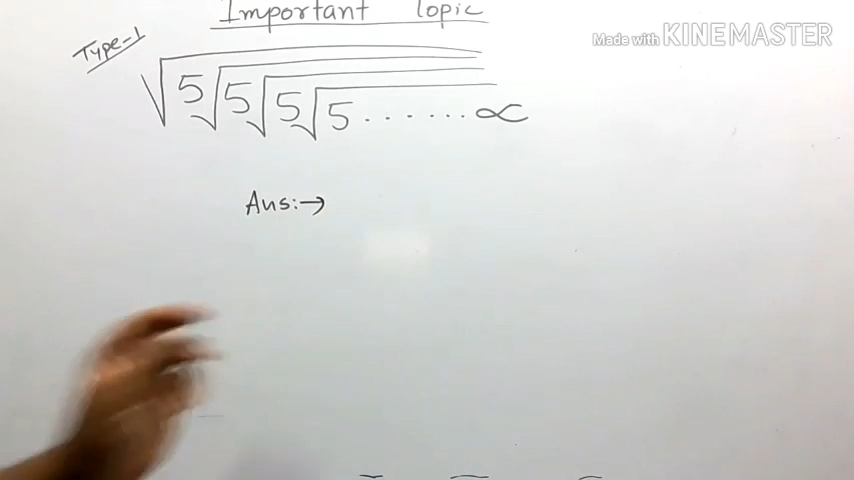 Important Topic
Made with KINEMASTER
Type-1
√5√5√5√5.......∝
Ans:→